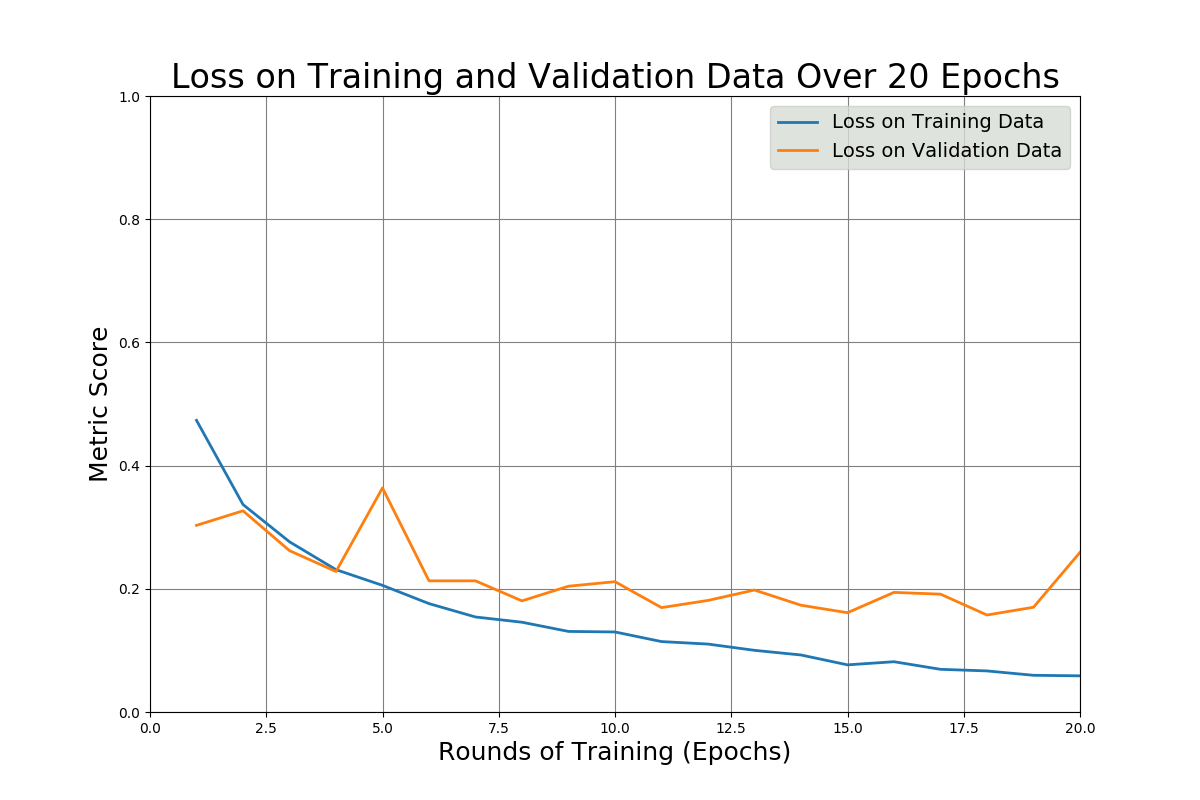 Loss on Training and Validation Data Over 20 Epochs
Loss on Training Data
Loss on Validation Data
Metric Score
1.0
0.8
0.6
0.4
0.2
0.0
0.0 2.5 5.0 7.5 10.0 12.5 15.0 17.5 20.0
Rounds of Training (Epochs)